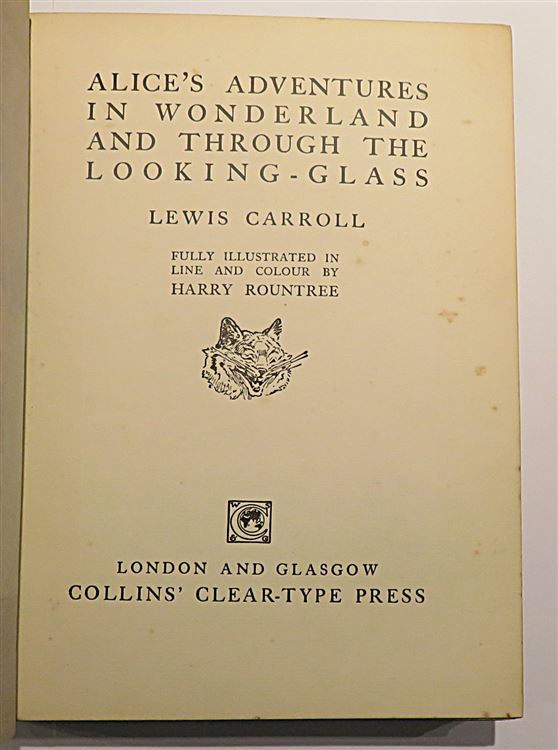 ALICE'S ADVENTURES
IN WONDERLAND
AND THROUGH THE
LOOKING-GLASS
LEWIS CARROLL
FULLY ILLUSTRATED IN
LINE AND COLOUR BY
HARRY ROUNTREE
W S
C
C G
LONDON AND GLASGOW
COLLINS' CLEAR-TYPE PRESS